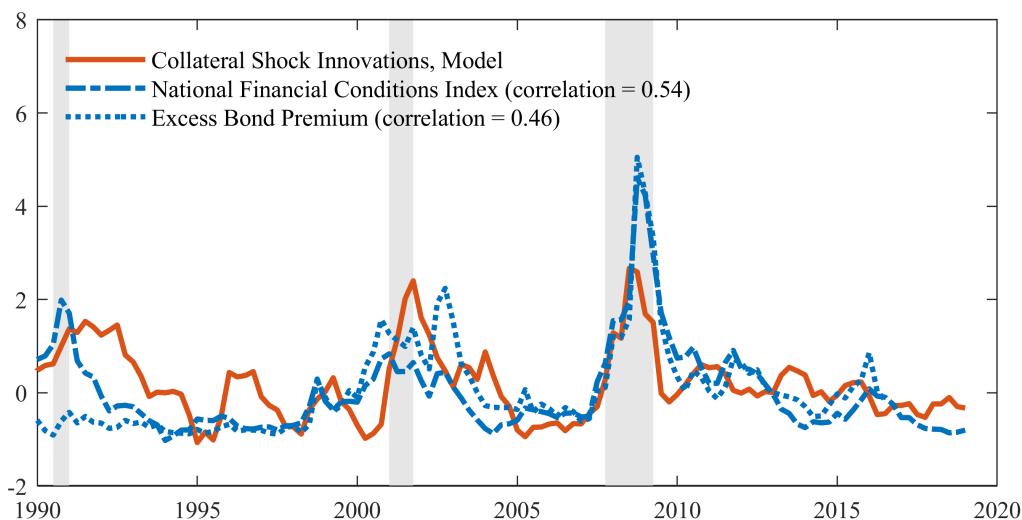 8
Collateral Shock Innovations, Model
National Financial Conditions Index (correlation = 0.54)
Excess Bond Premium (correlation = 0.46)
6
4
2
0
-2
1990 1995 2000 2005 2010 2015 2020